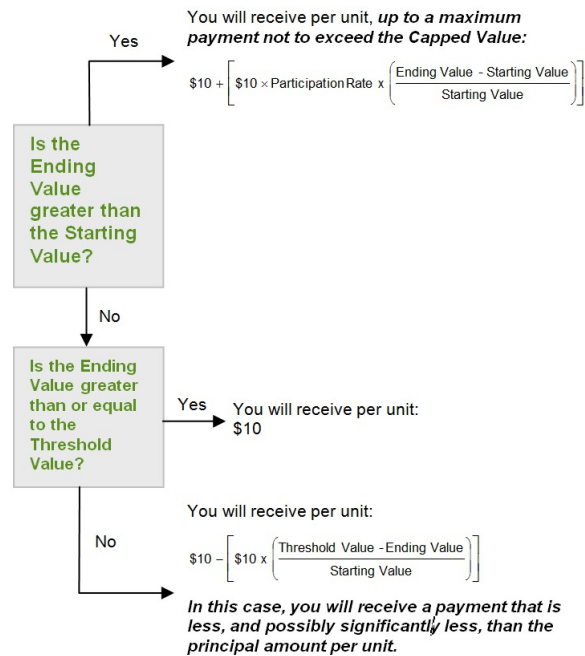 You will receive per unit, up to a maximum
payment not to exceed the Capped Value:
Yes
$10 + [$10 × Participation Rate x (Ending Value - Starting Value
Starting Value)]
Is the
Ending
Value
greater than
the Starting
Value?
No
Is the Ending
Value greater
than or equal
to the
Threshold
Value?
Yes
You will receive per unit:
$10
No
You will receive per unit:
$10 − [$10 x (Threshold Value - Ending Value
Starting Value)]
In this case, you will receive a payment that is
less, and possibly significantly less, than the
principal amount per unit.